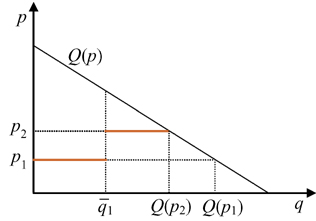 p
Q(p)
p₂
p₁
q̅₁ Q(p₂) Q(p₁) q